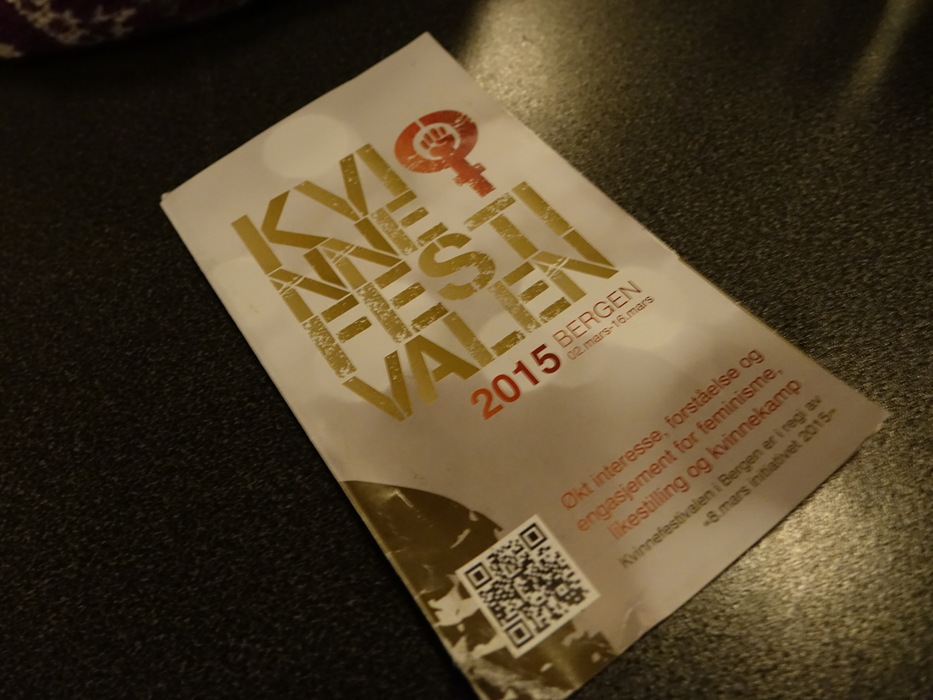 KVI
NNE
FESTI
VALEN
2015 BERGEN
02.mars-16.mars
Økt interesse, forståelse og
engasjement for feminisme,
likestilling og kvinnekamp
Kvinnefestivalen i Bergen er i regi av
«8.mars initiativet 2015»